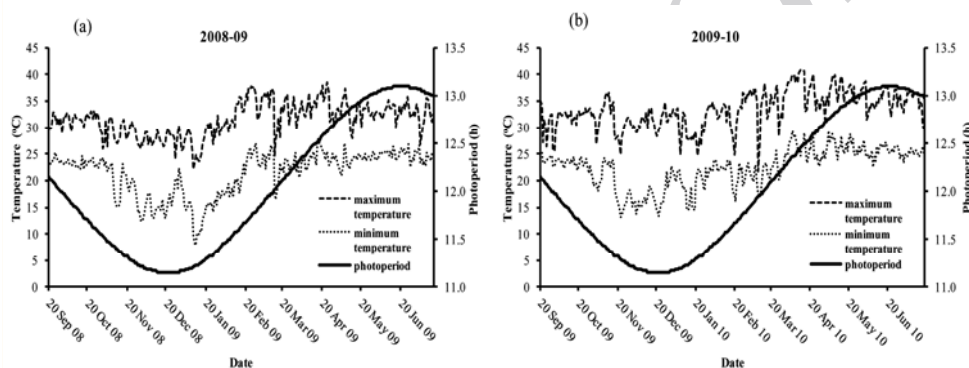 (a)
2008-09
45
40
35
30
25
20
15
10
5
0
Temperature (ºC)
13.5
13.0
12.5
12.0
11.5
11.0
Photoperiod (h)
maximum
temperature
minimum
temperature
photoperiod
20 Sep 08
20 Oct 08
20 Nov 08
20 Dec 08
20 Jan 09
20 Feb 09
20 Mar 09
20 Apr 09
20 May 09
20 Jun 09
Date
(b)
2009-10
45
40
35
30
25
20
15
10
5
0
Temperature (ºC)
13.5
13.0
12.5
12.0
11.5
11.0
Photoperiod (h)
maximum
temperature
minimum
temperature
photoperiod
20 Sep 09
20 Oct 09
20 Nov 09
20 Dec 09
20 Jan 10
20 Feb 10
20 Mar 10
20 Apr 10
20 May 10
20 Jun 10
Date